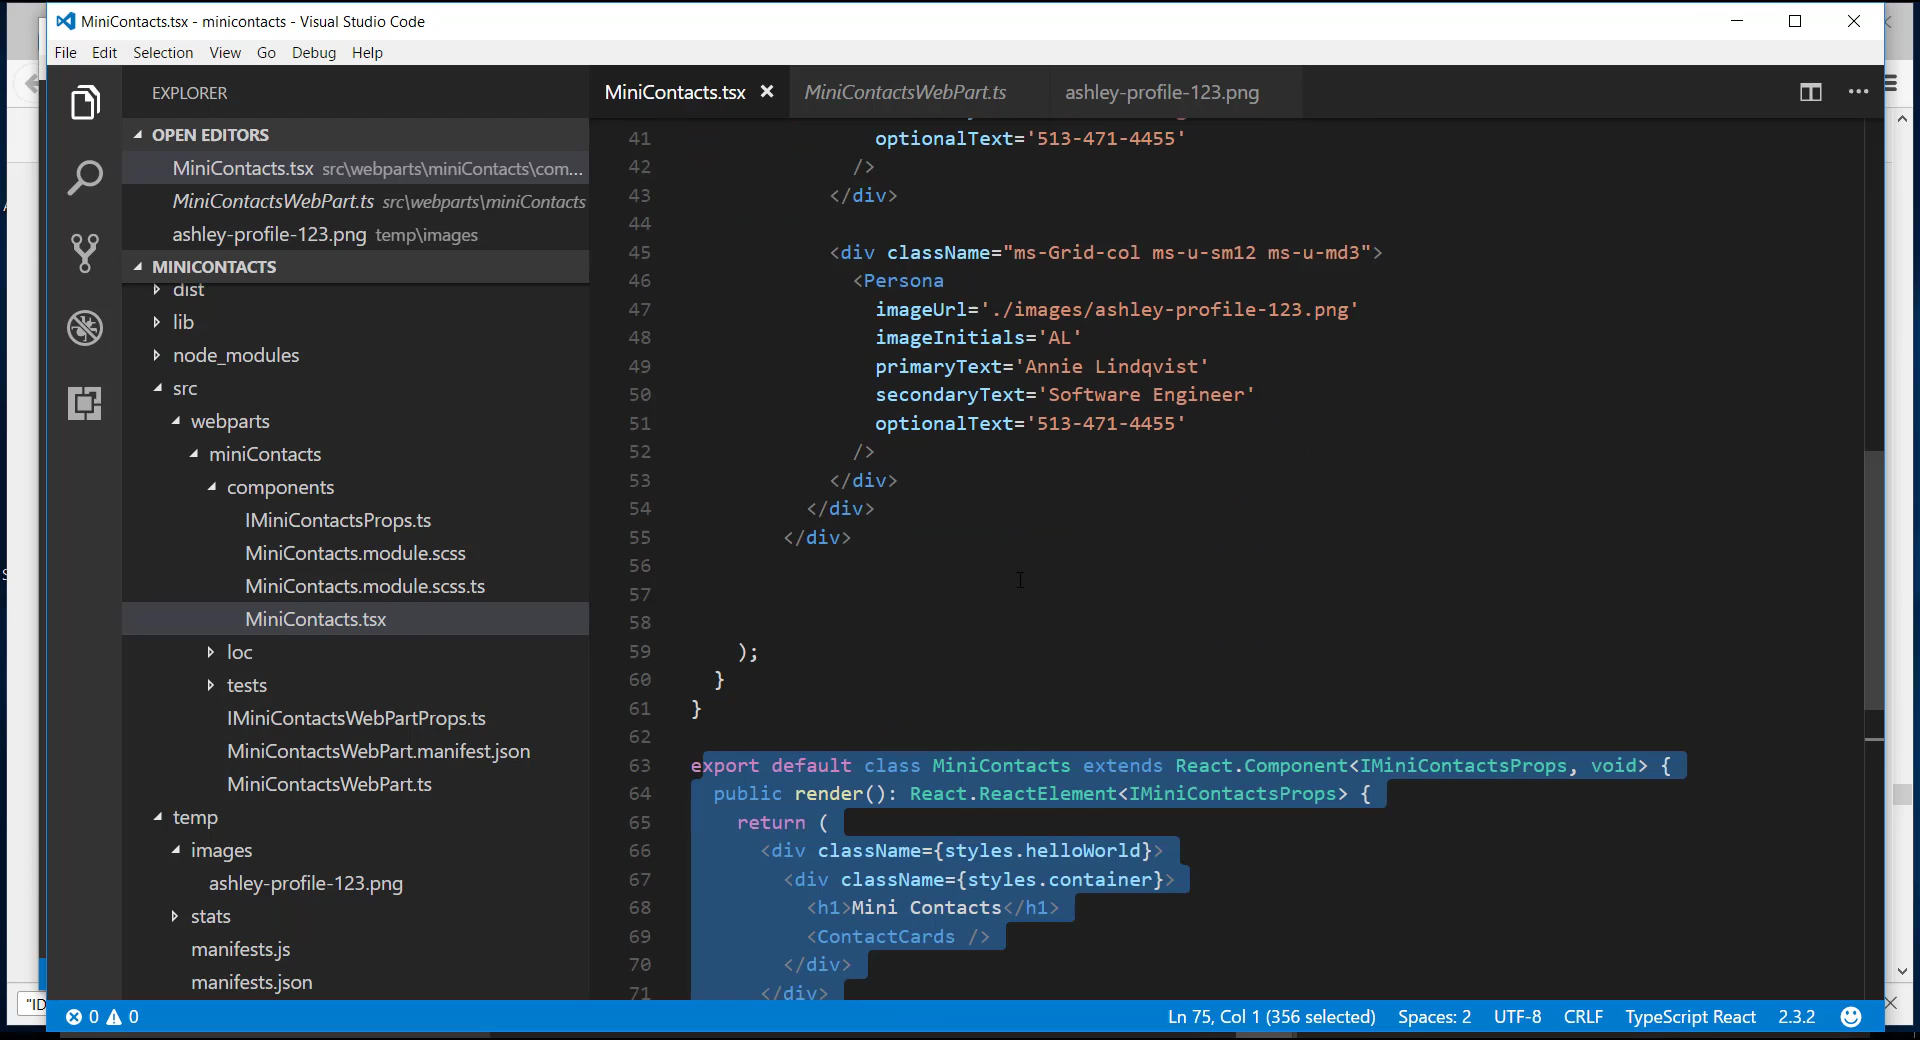 MiniContacts.tsx - minicontacts - Visual Studio Code
File Edit Selection View Go Debug Help
EXPLORER
OPEN EDITORS
MiniContacts.tsx src\webparts\miniContacts\com...
MiniContactsWebPart.ts src\webparts\miniContacts
ashley-profile-123.png temp\images
MINICONTACTS
dist
lib
node_modules
src
webparts
miniContacts
components
IMiniContactsProps.ts
MiniContacts.module.scss
MiniContacts.module.scss.ts
MiniContacts.tsx
loc
tests
IMiniContactsWebPartProps.ts
MiniContactsWebPart.manifest.json
MiniContactsWebPart.ts
temp
images
ashley-profile-123.png
stats
manifests.js
manifests.json
MiniContacts.tsx MiniContactsWebPart.ts ashley-profile-123.png
41 optionalText='513-471-4455'
42 />
43 </div>
44
45 <div className="ms-Grid-col ms-u-sm12 ms-u-md3">
46 <Persona
47 imageUrl='./images/ashley-profile-123.png'
48 imageInitials='AL'
49 primaryText='Annie Lindqvist'
50 secondaryText='Software Engineer'
51 optionalText='513-471-4455'
52 />
53 </div>
54 </div>
55 </div>
56
57
58
59 );
60 }
61 }
62
63 export default class MiniContacts extends React.Component<IMiniContactsProps, void> {
64 public render(): React.ReactElement<IMiniContactsProps> {
65 return (
66 <div className={styles.helloWorld}>
67 <div className={styles.container}>
68 <h1>Mini Contacts</h1>
69 <ContactCards />
70 </div>
71 </div>
"ID
0 0 Ln 75, Col 1 (356 selected) Spaces: 2 UTF-8 CRLF TypeScript React 2.3.2